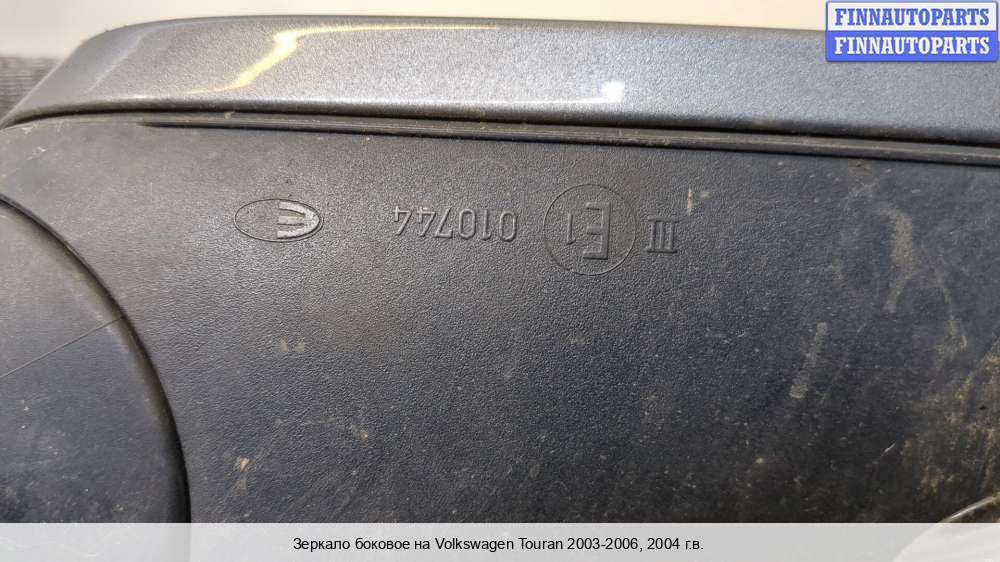 FINNAUTOPARTS
FINNAUTOPARTS
III E1 010744
Зеркало боковое на Volkswagen Touran 2003-2006, 2004 г.в.